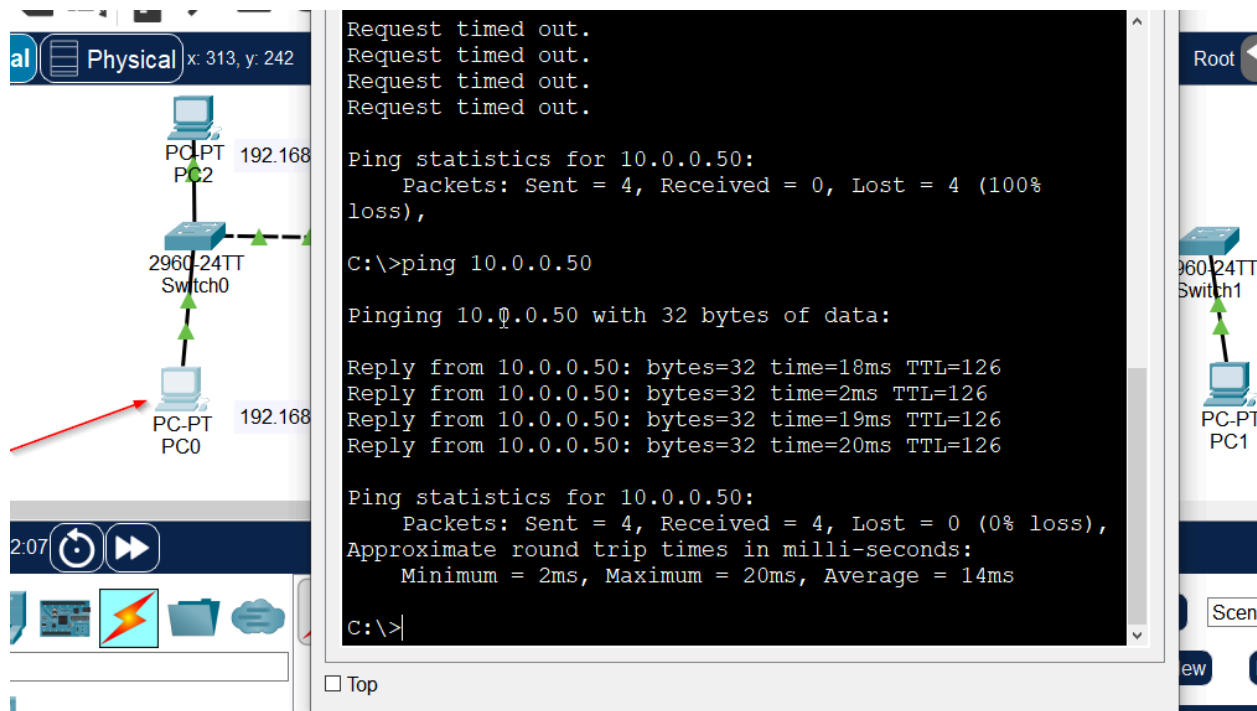 al
Physical
x: 313, y: 242
Root
PC-PT
PC2
192.168
2960-24TT
Switch0
PC-PT
PC0
192.168
Request timed out.
Request timed out.
Request timed out.
Request timed out.
Ping statistics for 10.0.0.50:
Packets: Sent = 4, Received = 0, Lost = 4 (100%
loss),
C:\>ping 10.0.0.50
Pinging 10.0.0.50 with 32 bytes of data:
Reply from 10.0.0.50: bytes=32 time=18ms TTL=126
Reply from 10.0.0.50: bytes=32 time=2ms TTL=126
Reply from 10.0.0.50: bytes=32 time=19ms TTL=126
Reply from 10.0.0.50: bytes=32 time=20ms TTL=126
Ping statistics for 10.0.0.50:
Packets: Sent = 4, Received = 4, Lost = 0 (0% loss),
Approximate round trip times in milli-seconds:
Minimum = 2ms, Maximum = 20ms, Average = 14ms
C:\>
Top
960-24TT
Switch1
PC-PT
PC1
2:07
Scen
ew